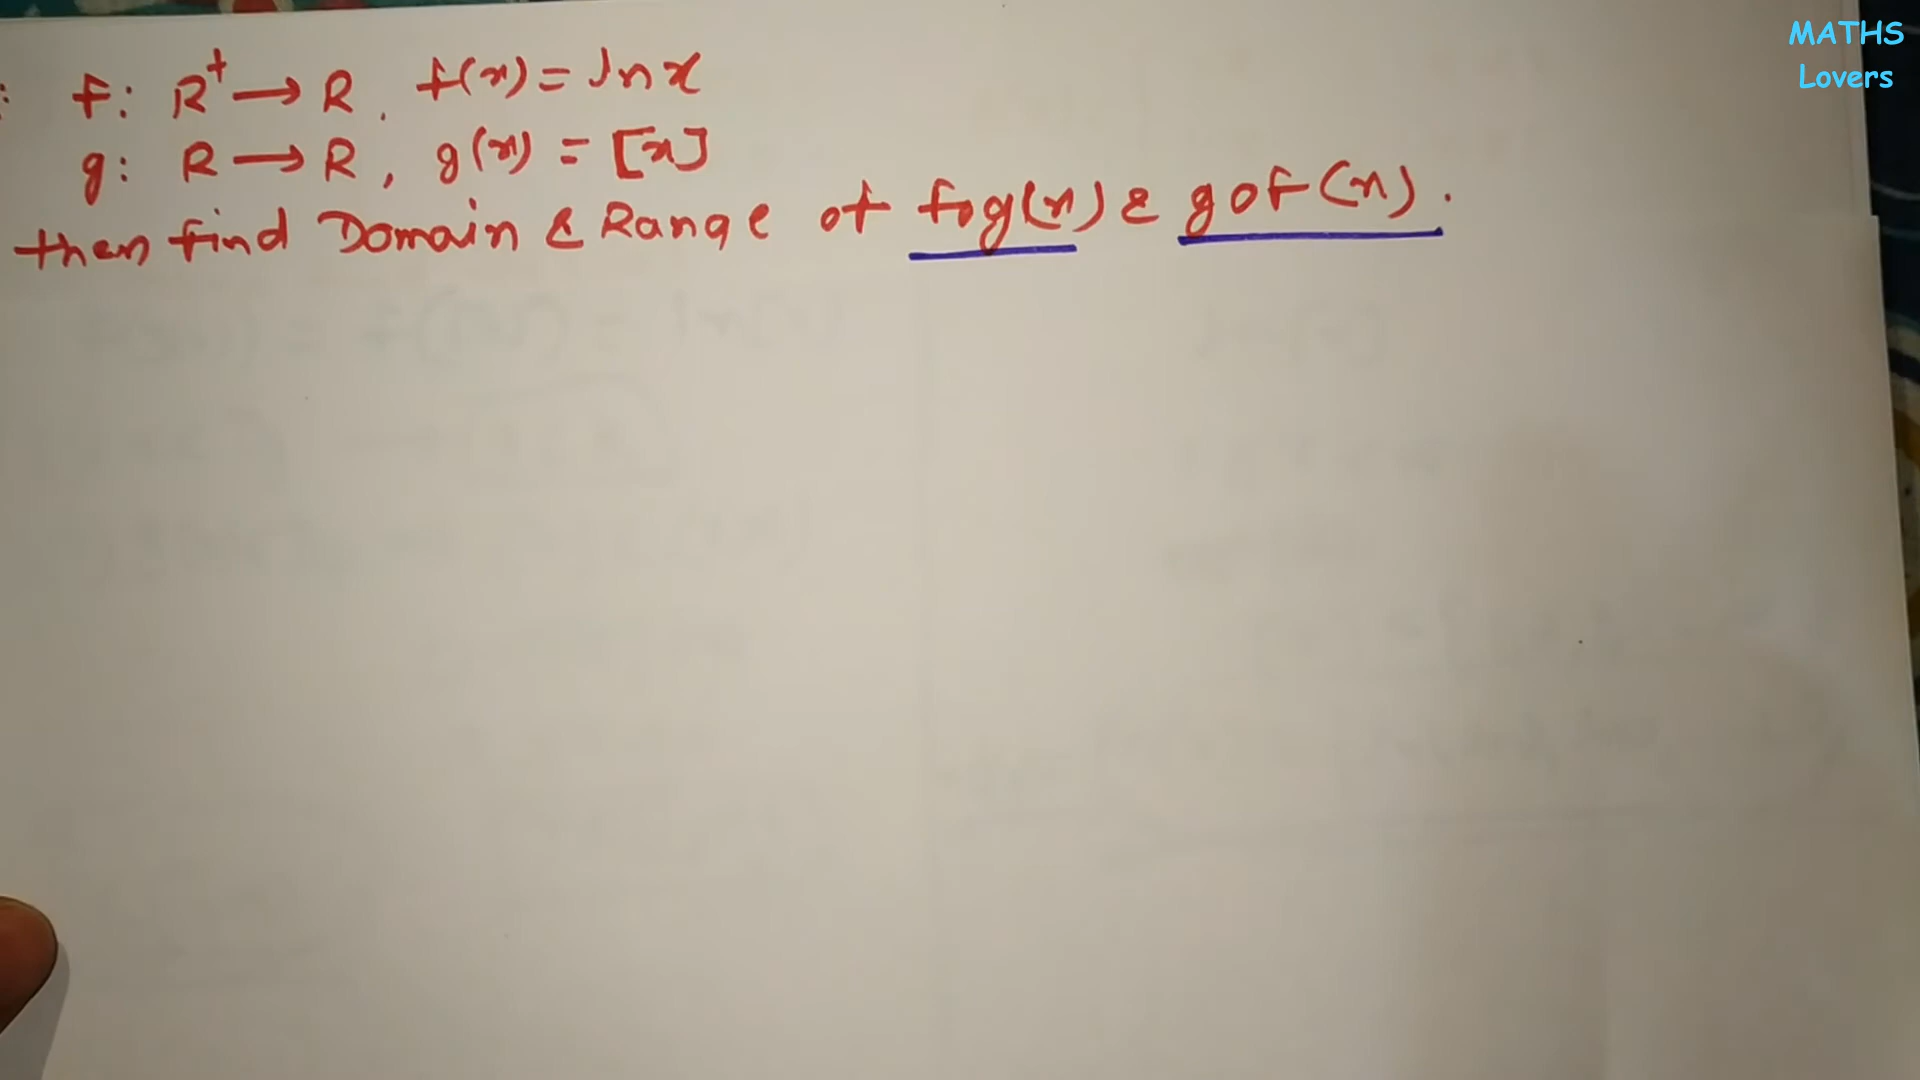 f: R⁺ → R, f(x) = ln x
g: R → R, g(x) = [x]
then find Domain & Range of fog(x) & gof(x).
MATHS
Lovers